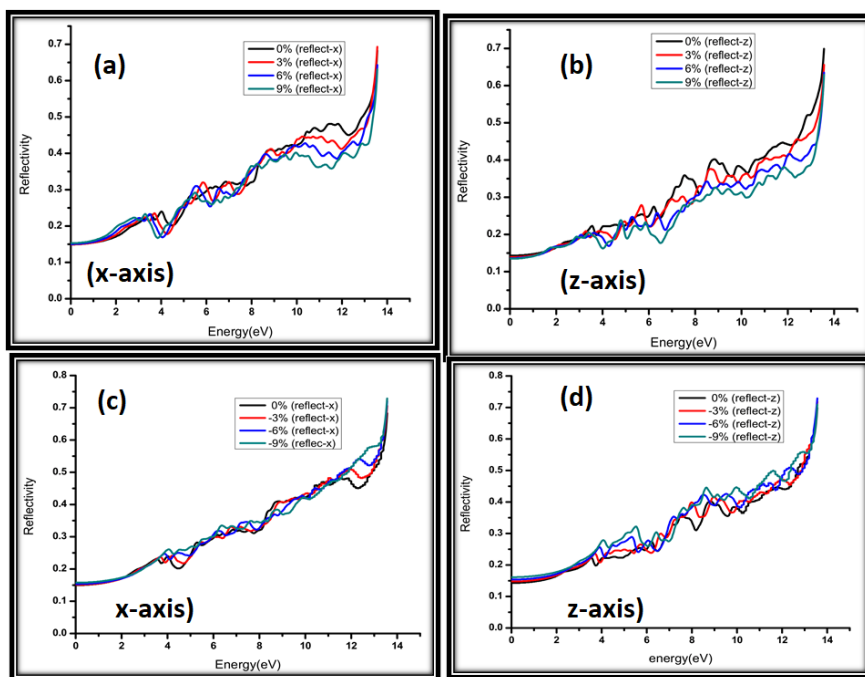 (a)
0% (reflect-x)
3% (reflect-x)
6% (reflect-x)
9% (reflect-x)
0.7
0.6
0.5
0.4
0.3
0.2
0.1
0.0
Reflectivity
(x-axis)
0 2 4 6 8 10 12 14
Energy(eV)
(b)
0% (reflect-z)
3% (reflect-z)
6% (reflect-z)
9% (reflect-z)
0.7
0.6
0.5
0.4
0.3
0.2
0.1
0.0
Reflectivity
(z-axis)
0 2 4 6 8 10 12 14
Energy(eV)
(c)
0% (reflect-x)
-3% (reflect-x)
-6% (reflect-x)
-9% (reflec-x)
0.8
0.7
0.6
0.5
0.4
0.3
0.2
0.1
0.0
Reflectivity
x-axis)
0 2 4 6 8 10 12 14
Energy(eV)
(d)
0% (reflect-z)
-3% (reflect-z)
-6% (reflect-z)
-9% (reflect-z)
0.8
0.7
0.6
0.5
0.4
0.3
0.2
0.1
0.0
Reflectivity
z-axis)
0 2 4 6 8 10 12 14
energy(eV)